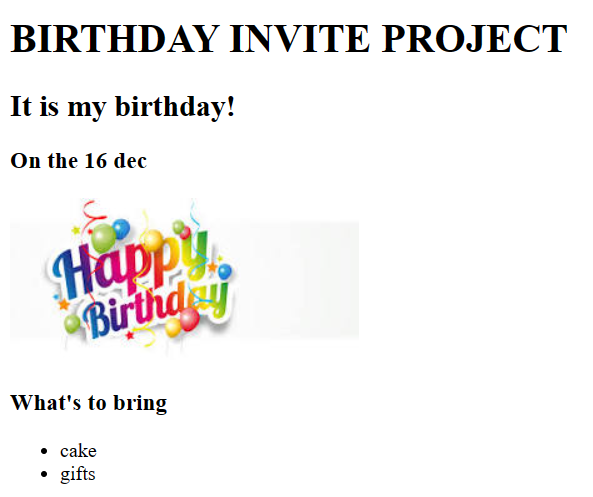 BIRTHDAY INVITE PROJECT
It is my birthday!
On the 16 dec
Happy
Birthday
What's to bring
cake
gifts